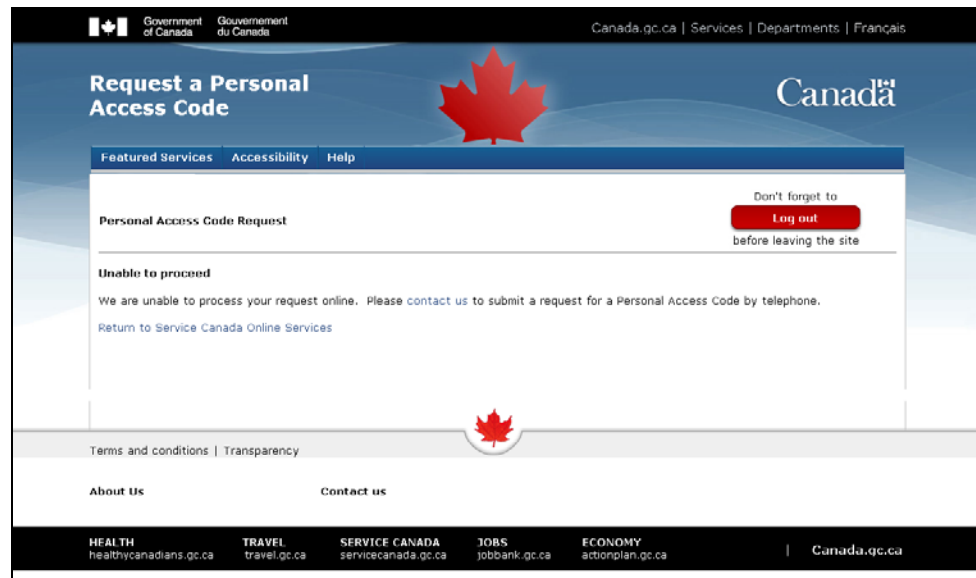 Government Gouvernement
of Canada du Canada
Canada.gc.ca | Services | Departments | Français
Request a Personal
Access Code
Canada
Featured Services Accessibility Help
Don't forget to
Personal Access Code Request
Log out
before leaving the site
Unable to proceed
We are unable to process your request online. Please contact us to submit a request for a Personal Access Code by telephone.
Return to Service Canada Online Services
Terms and conditions | Transparency
About Us Contact us
HEALTH TRAVEL SERVICE CANADA JOBS ECONOMY
healthycanadians.gc.ca travel.gc.ca servicecanada.gc.ca jobbank.gc.ca actionplan.gc.ca | Canada.gc.ca